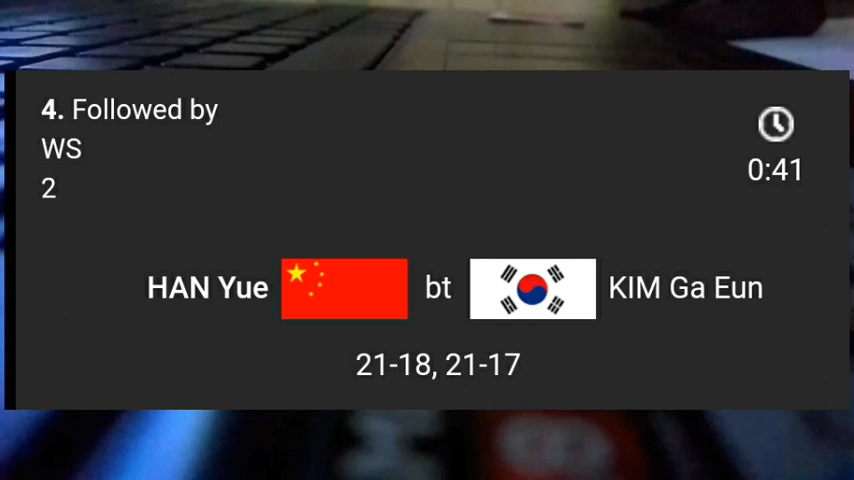 4. Followed by
WS
2
0:41
HAN Yue bt KIM Ga Eun
21-18, 21-17